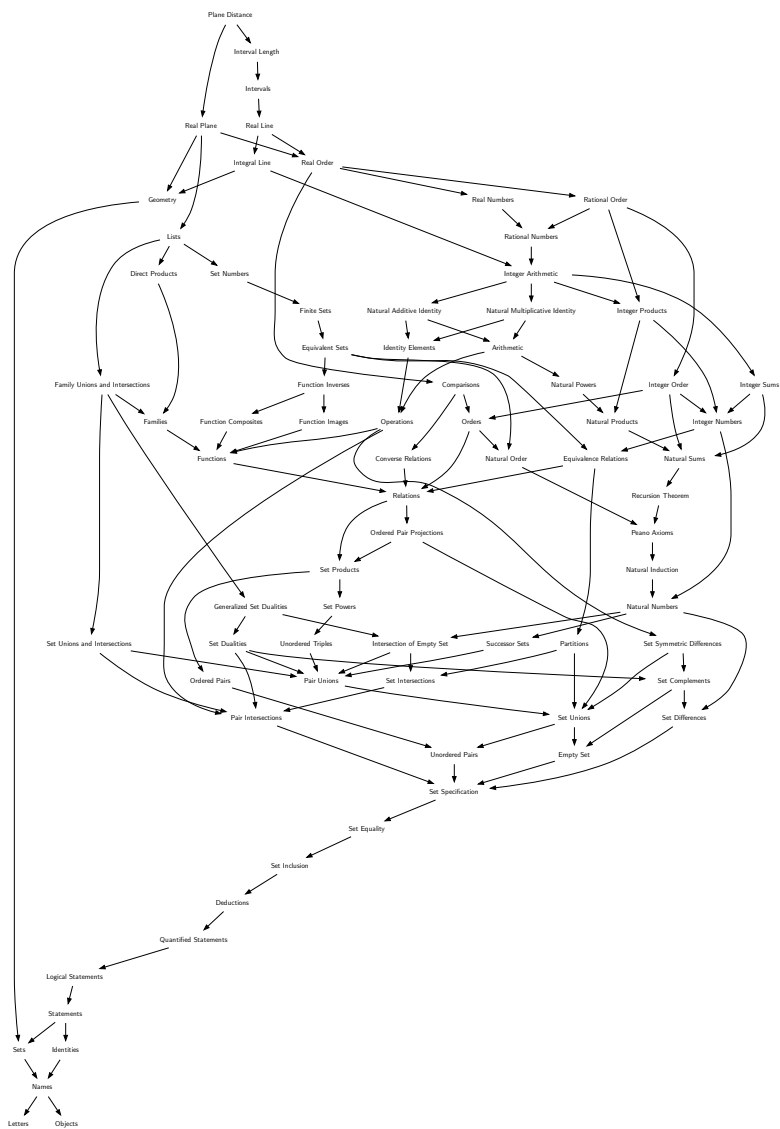 Plane Distance
Interval Length
Intervals
Real Plane
Real Line
Integral Line
Real Order
Geometry
Real Numbers
Rational Order
Lists
Rational Numbers
Direct Products
Set Numbers
Integer Arithmetic
Finite Sets
Natural Additive Identity
Natural Multiplicative Identity
Integer Products
Equivalent Sets
Identity Elements
Arithmetic
Family Unions and Intersections
Function Inverses
Comparisons
Natural Powers
Integer Order
Integer Sums
Families
Function Composites
Function Images
Operations
Orders
Natural Products
Integer Numbers
Functions
Converse Relations
Natural Order
Equivalence Relations
Natural Sums
Relations
Recursion Theorem
Ordered Pair Projections
Peano Axioms
Set Products
Natural Induction
Generalized Set Dualities
Set Powers
Natural Numbers
Set Unions and Intersections
Set Dualities
Unordered Triples
Intersection of Empty Set
Successor Sets
Partitions
Set Symmetric Differences
Ordered Pairs
Pair Unions
Set Intersections
Set Complements
Pair Intersections
Set Unions
Set Differences
Unordered Pairs
Empty Set
Set Specification
Set Equality
Set Inclusion
Deductions
Quantified Statements
Logical Statements
Statements
Sets
Identities
Names
Letters
Objects